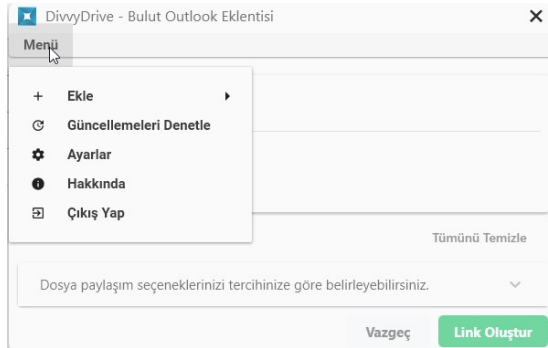 DivvyDrive - Bulut Outlook Eklentisi
Menü
Ekle
Güncellemeleri Denetle
Ayarlar
Hakkında
Çıkış Yap
Tümünü Temizle
Dosya paylaşım seçeneklerinizi tercihinize göre belirleyebilirsiniz.
Vazgeç Link Oluştur